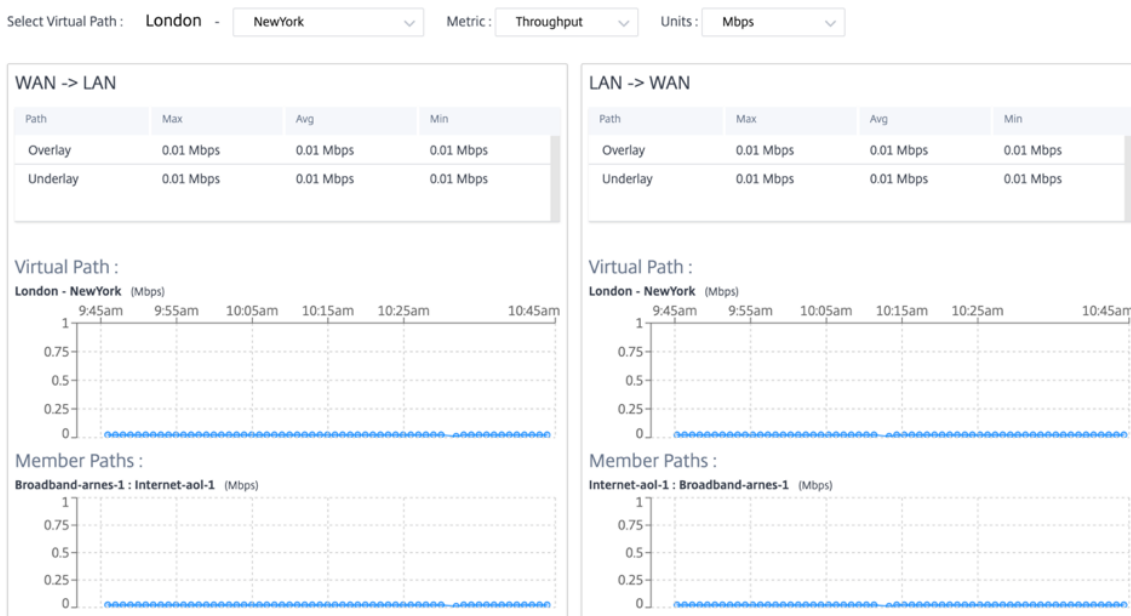 Select Virtual Path : London - NewYork Metric : Throughput Units : Mbps
WAN -> LAN
Path Max Avg Min
Overlay 0.01 Mbps 0.01 Mbps 0.01 Mbps
Underlay 0.01 Mbps 0.01 Mbps 0.01 Mbps
Virtual Path :
London - NewYork (Mbps)
9:45am 9:55am 10:05am 10:15am 10:25am 10:45am
1
0.75
0.5
0.25
0
Member Paths :
Broadband-arnes-1 : Internet-aol-1 (Mbps)
1
0.75
0.5
0.25
0
LAN -> WAN
Path Max Avg Min
Overlay 0.01 Mbps 0.01 Mbps 0.01 Mbps
Underlay 0.01 Mbps 0.01 Mbps 0.01 Mbps
Virtual Path :
London - NewYork (Mbps)
9:45am 9:55am 10:05am 10:15am 10:25am 10:45am
1
0.75
0.5
0.25
0
Member Paths :
Internet-aol-1 : Broadband-arnes-1 (Mbps)
1
0.75
0.5
0.25
0